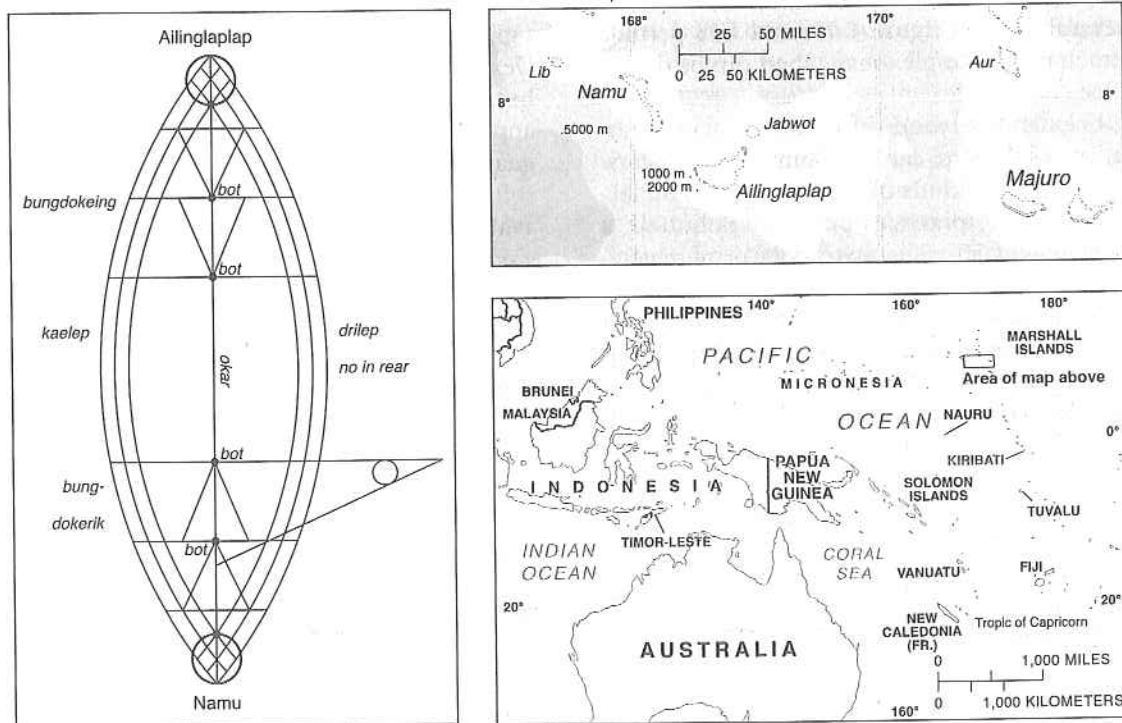 Ailinglaplap
bot
bungdokeing
bot
kaelep
drilep
okar
no in rear
bot
bung-
dokerik
bot
Namu
168
170
0 25 50 MILES
0 25 50 KILOMETERS
Lib
Aur
Namu
8°
8°
.5000 m
Jabwot
1000 m
2000 m
Ailinglaplap
Majuro
140°
160°
180°
PHILIPPINES
MARSHALL
ISLANDS
PACIFIC
MICRONESIA
Area of map above
BRUNEI
MALAYSIA
OCEAN
NAURU
0°
PAPÜA
NEW
GUINEA
KIRIBATI
INDONESIA
SOLOMON
ISLANDS
TUVALU
TIMOR-LESTE
INDIAN
OCEAN
CORAL
SEA
VANUATU
FIJI
20°
20°
NEW
CALEDONIA
(FR.)
Tropic of Capricorn
AUSTRALIA
0 1,000 MILES
0 1,000 KILOMETERS
160°